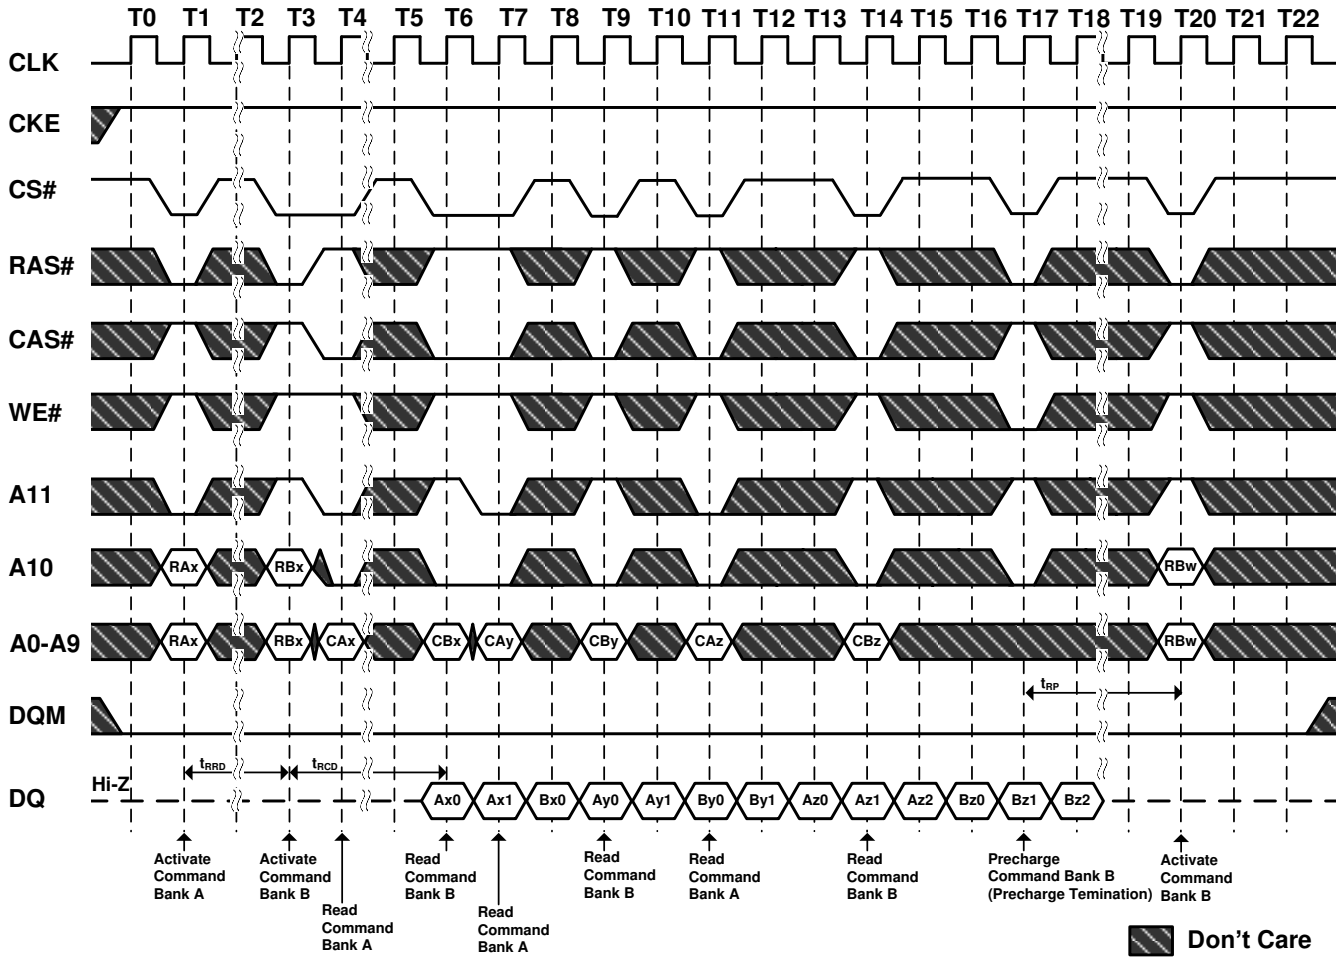 T0 T1 T2 T3 T4 T5 T6 T7 T8 T9 T10 T11 T12 T13 T14 T15 T16 T17 T18 T19 T20 T21 T22
CLK
CKE
CS#
RAS#
CAS#
WE#
A11
A10 RAx RBx RBw
A0-A9 RAx RBx CAx CBx CAy CBy CAz CBz RBw
tRP
DQM
tRRD tRCD
Hi-Z
DQ Ax0 Ax1 Bx0 Ay0 Ay1 By0 By1 Az0 Az1 Az2 Bz0 Bz1 Bz2
Activate
Command
Bank A
Activate
Command
Bank B
Read
Command
Bank A
Read
Command
Bank B
Read
Command
Bank A
Read
Command
Bank B
Read
Command
Bank A
Read
Command
Bank B
Precharge
Command Bank B
(Precharge Temination)
Activate
Command
Bank B
Don't Care